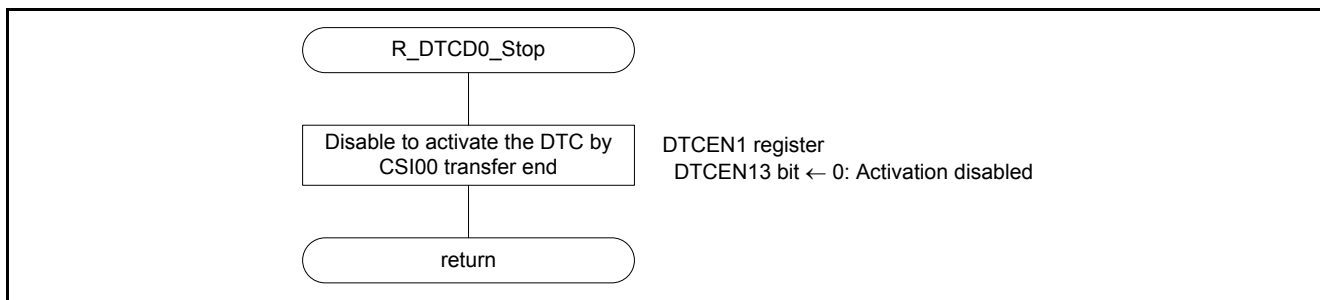 R_DTCD0_Stop
Disable to activate the DTC by
CSI00 transfer end
DTCEN1 register
DTCEN13 bit ← 0: Activation disabled
return